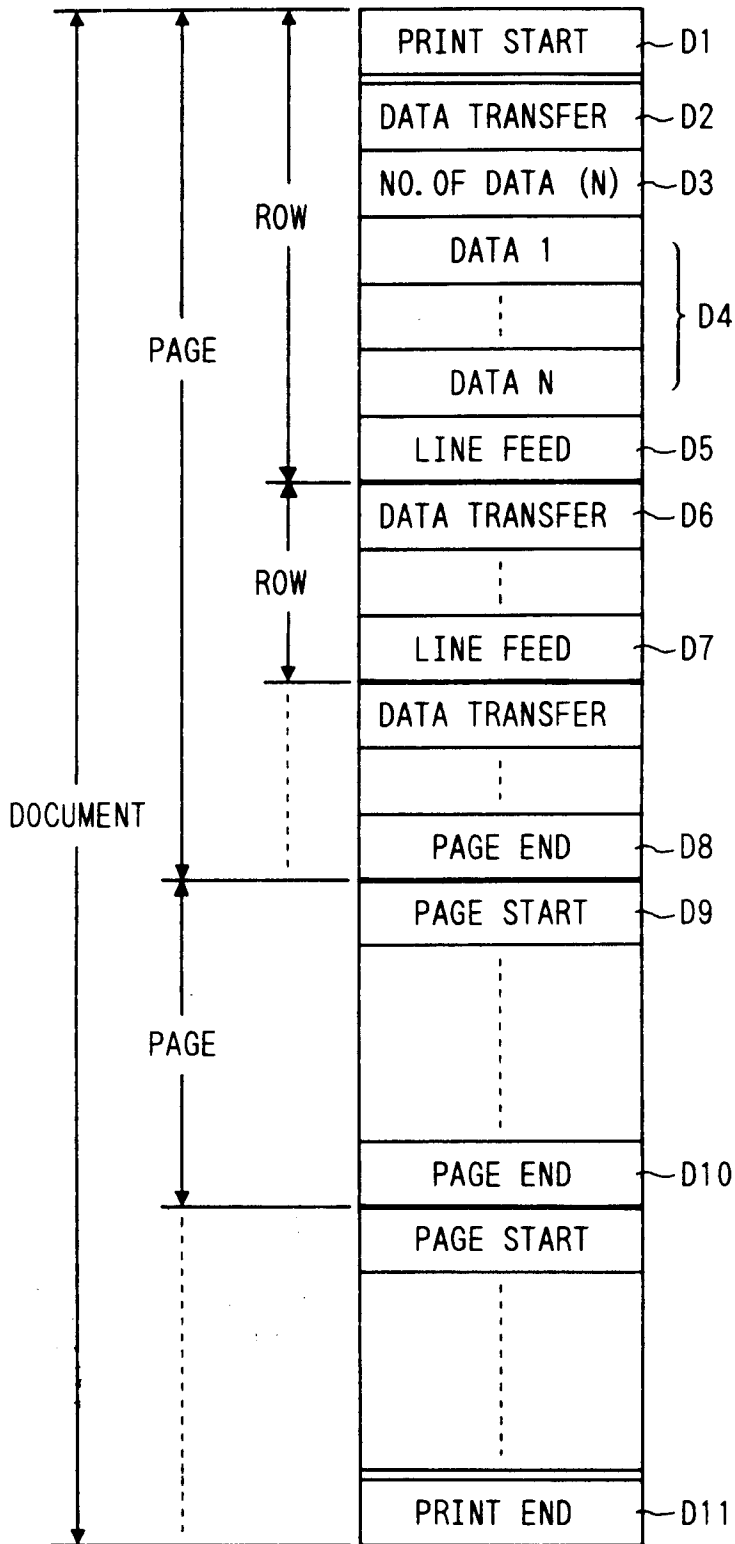 PRINT START D1
DATA TRANSFER D2
NO. OF DATA (N) D3
ROW
DATA 1
D4
PAGE
DATA N
LINE FEED D5
DATA TRANSFER D6
ROW
LINE FEED D7
DATA TRANSFER
DOCUMENT
PAGE END D8
PAGE START D9
PAGE
PAGE END D10
PAGE START
PRINT END D11